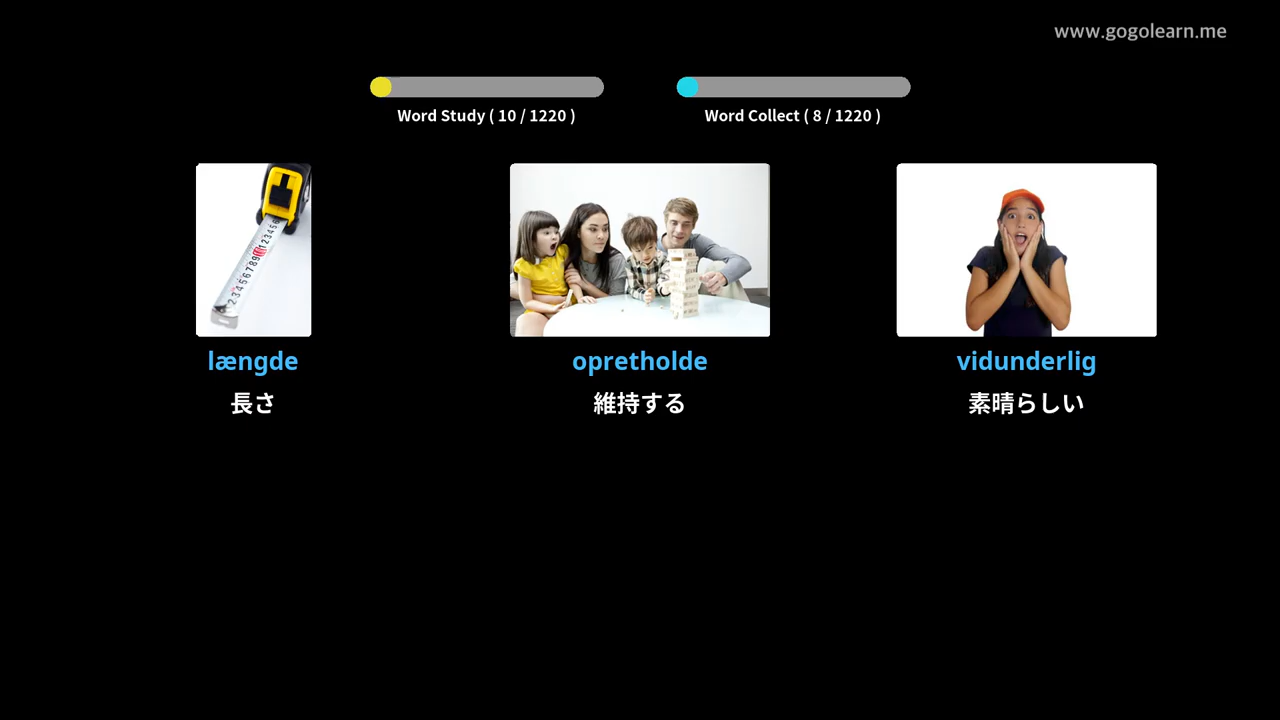 www.gogolearn.me
Word Study ( 10 / 1220 )
Word Collect ( 8 / 1220 )
længde
opretholde
vidunderlig
長さ
維持する
素晴らしい